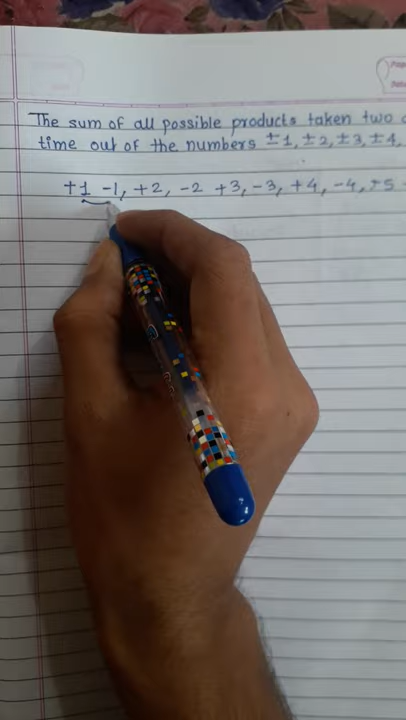 The sum of all possible products taken two
time out of the numbers ±1, ±2, ±3, ±4,
+1 -1, +2, -2 +3, -3, +4, -4, +5